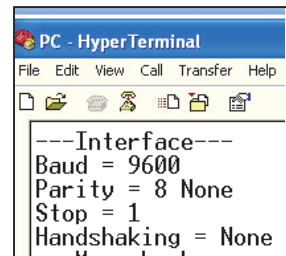 PC - HyperTerminal
File Edit View Call Transfer Help
---Interface---
Baud = 9600
Parity = 8 None
Stop = 1
Handshaking = None